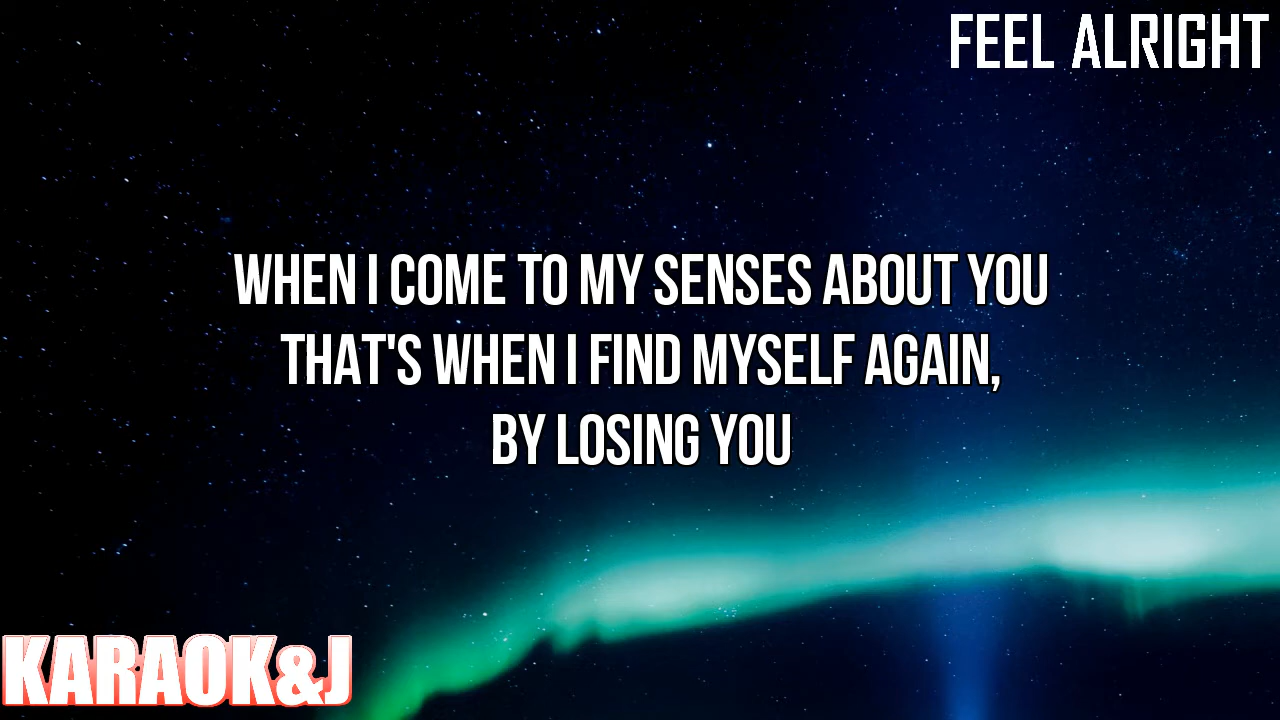 FEEL ALRIGHT
WHEN I COME TO MY SENSES ABOUT YOU
THAT'S WHEN I FIND MYSELF AGAIN,
BY LOSING YOU
KARAOK&J